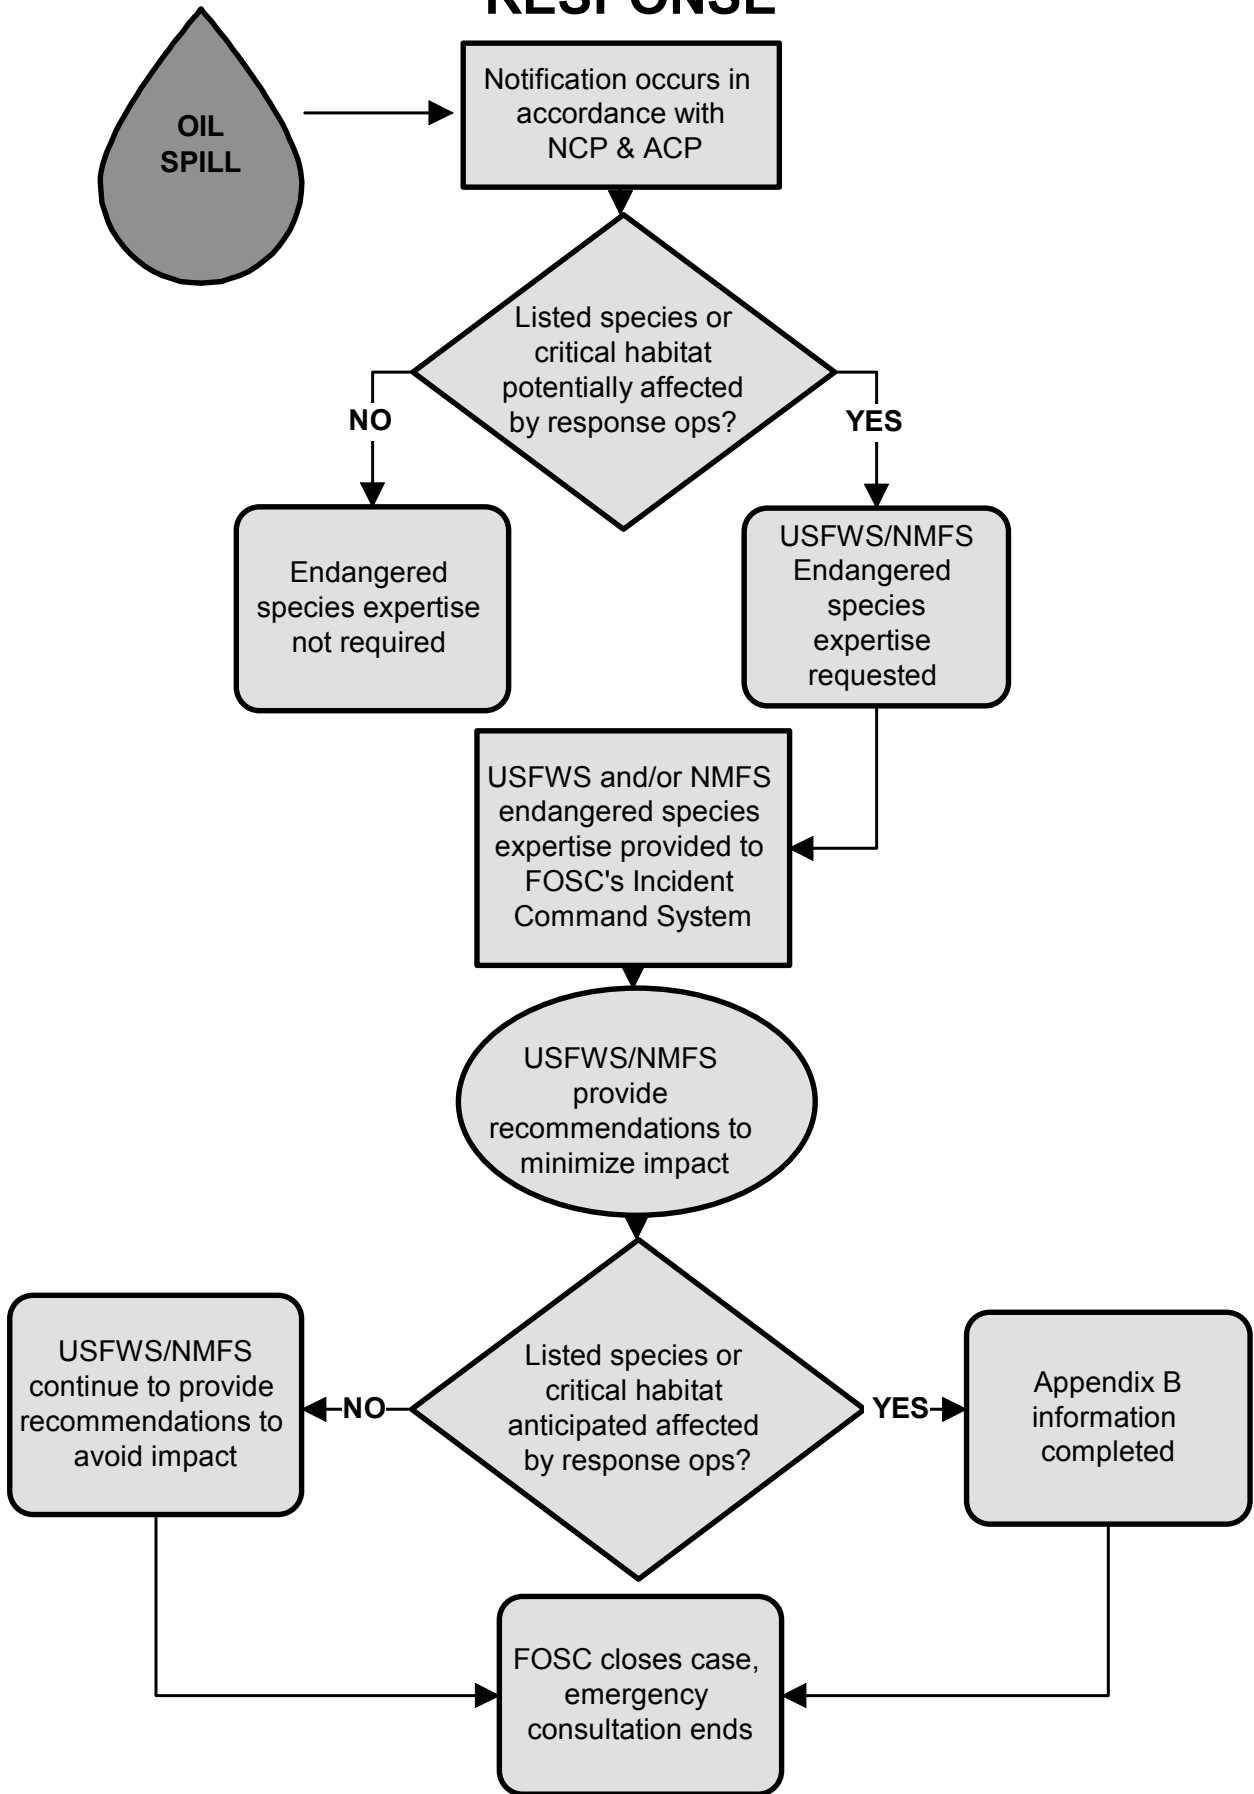 RESPONSE
OIL
SPILL
Notification occurs in
accordance with
NCP & ACP
Listed species or
critical habitat
potentially affected
by response ops?
NO
YES
Endangered
species expertise
not required
USFWS/NMFS
Endangered
species
expertise
requested
USFWS and/or NMFS
endangered species
expertise provided to
FOSC's Incident
Command System
USFWS/NMFS
provide
recommendations to
minimize impact
Listed species or
critical habitat
anticipated affected
by response ops?
NO
YES
USFWS/NMFS
continue to provide
recommendations to
avoid impact
Appendix B
information
completed
FOSC closes case,
emergency
consultation ends